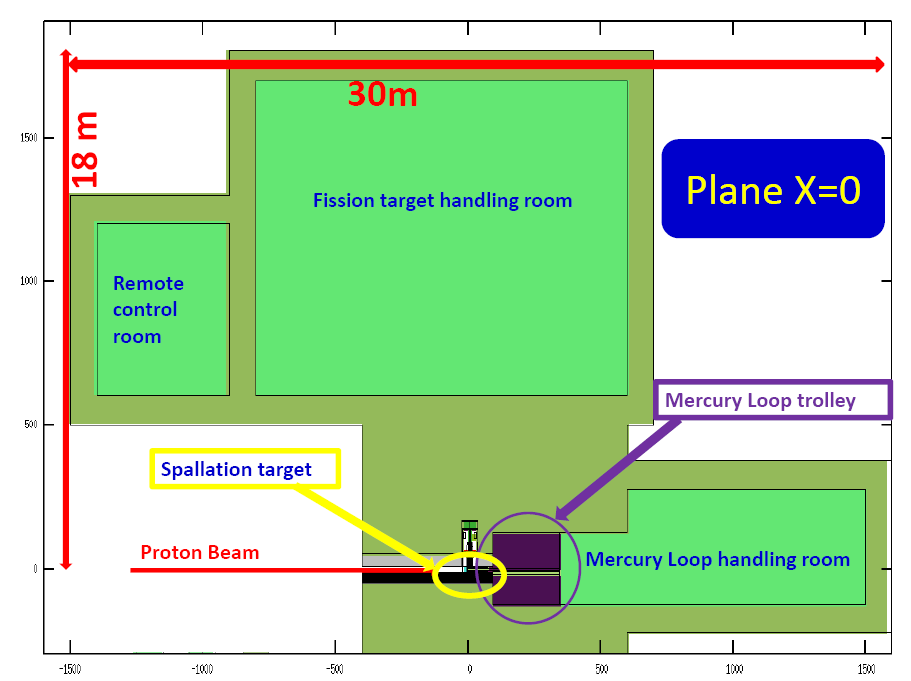 30m
18 m
1500
Plane X=0
Fission target handling room
Remote
control
room
1000
Mercury Loop trolley
500
Spallation target
Proton Beam
Mercury Loop handling room
0
-1500
-1000
-500
0
500
1000
1500